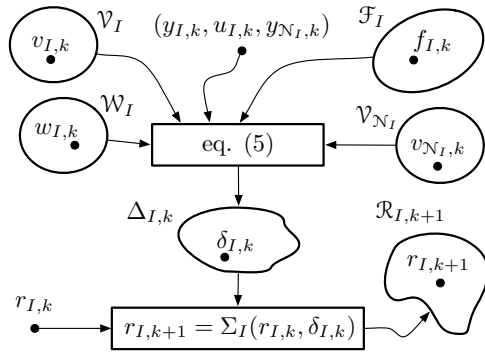 𝒱_I (y_{I,k}, u_{I,k}, y_{𝒩_I,k}) ℱ_I
v_{I,k} f_{I,k}
𝒲_I 𝒱_{𝒩_I}
w_{I,k} eq. (5) v_{𝒩_I,k}
Δ_{I,k} ℛ_{I,k+1}
δ_{I,k} r_{I,k+1}
r_{I,k} r_{I,k+1} = Σ_I(r_{I,k}, δ_{I,k})